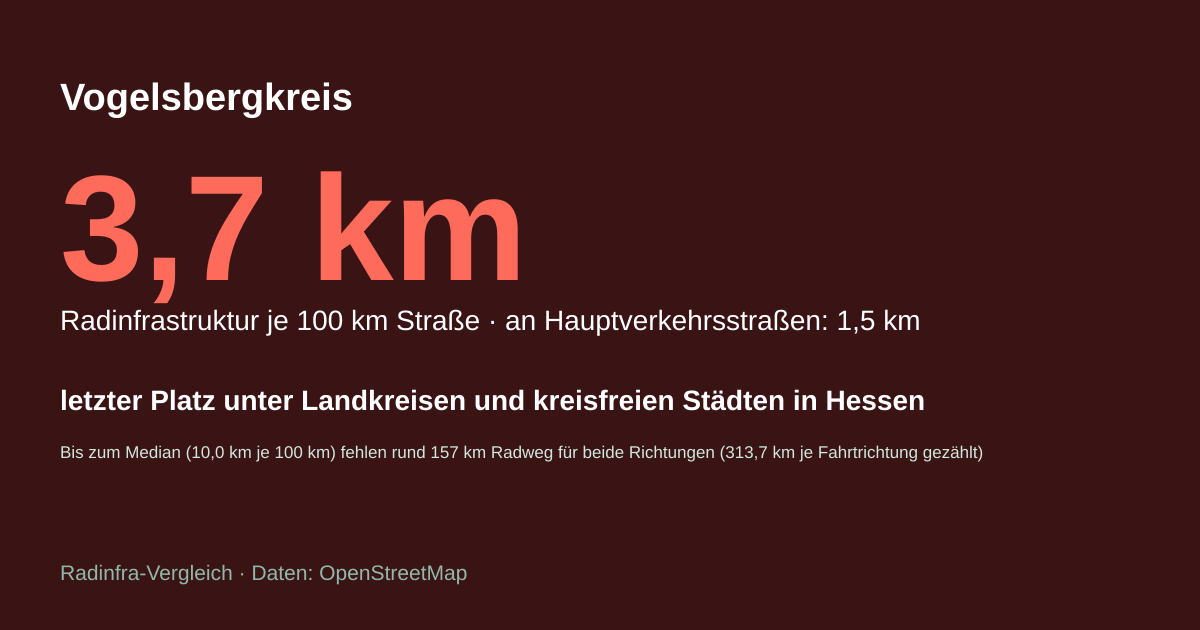 Vogelsbergkreis
3,7 km
Radinfrastruktur je 100 km Straße · an Hauptverkehrsstraßen: 1,5 km
letzter Platz unter Landkreisen und kreisfreien Städten in Hessen
Bis zum Median (10,0 km je 100 km) fehlen rund 157 km Radweg für beide Richtungen (313,7 km je Fahrtrichtung gezählt)
Radinfra-Vergleich · Daten: OpenStreetMap